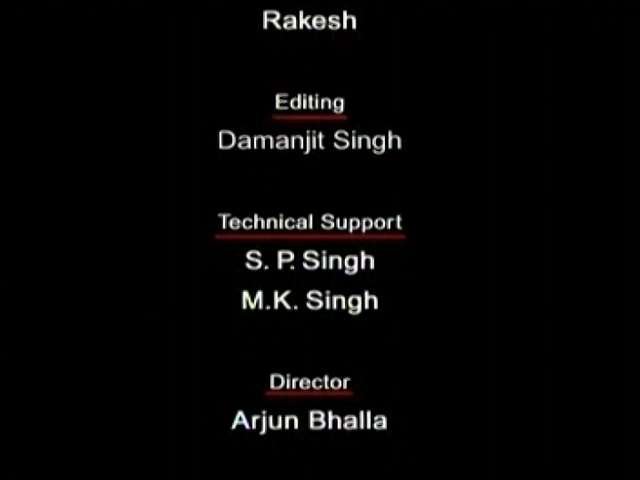 Rakesh
Editing
Damanjit Singh
Technical Support
S. P. Singh
M.K. Singh
Director
Arjun Bhalla